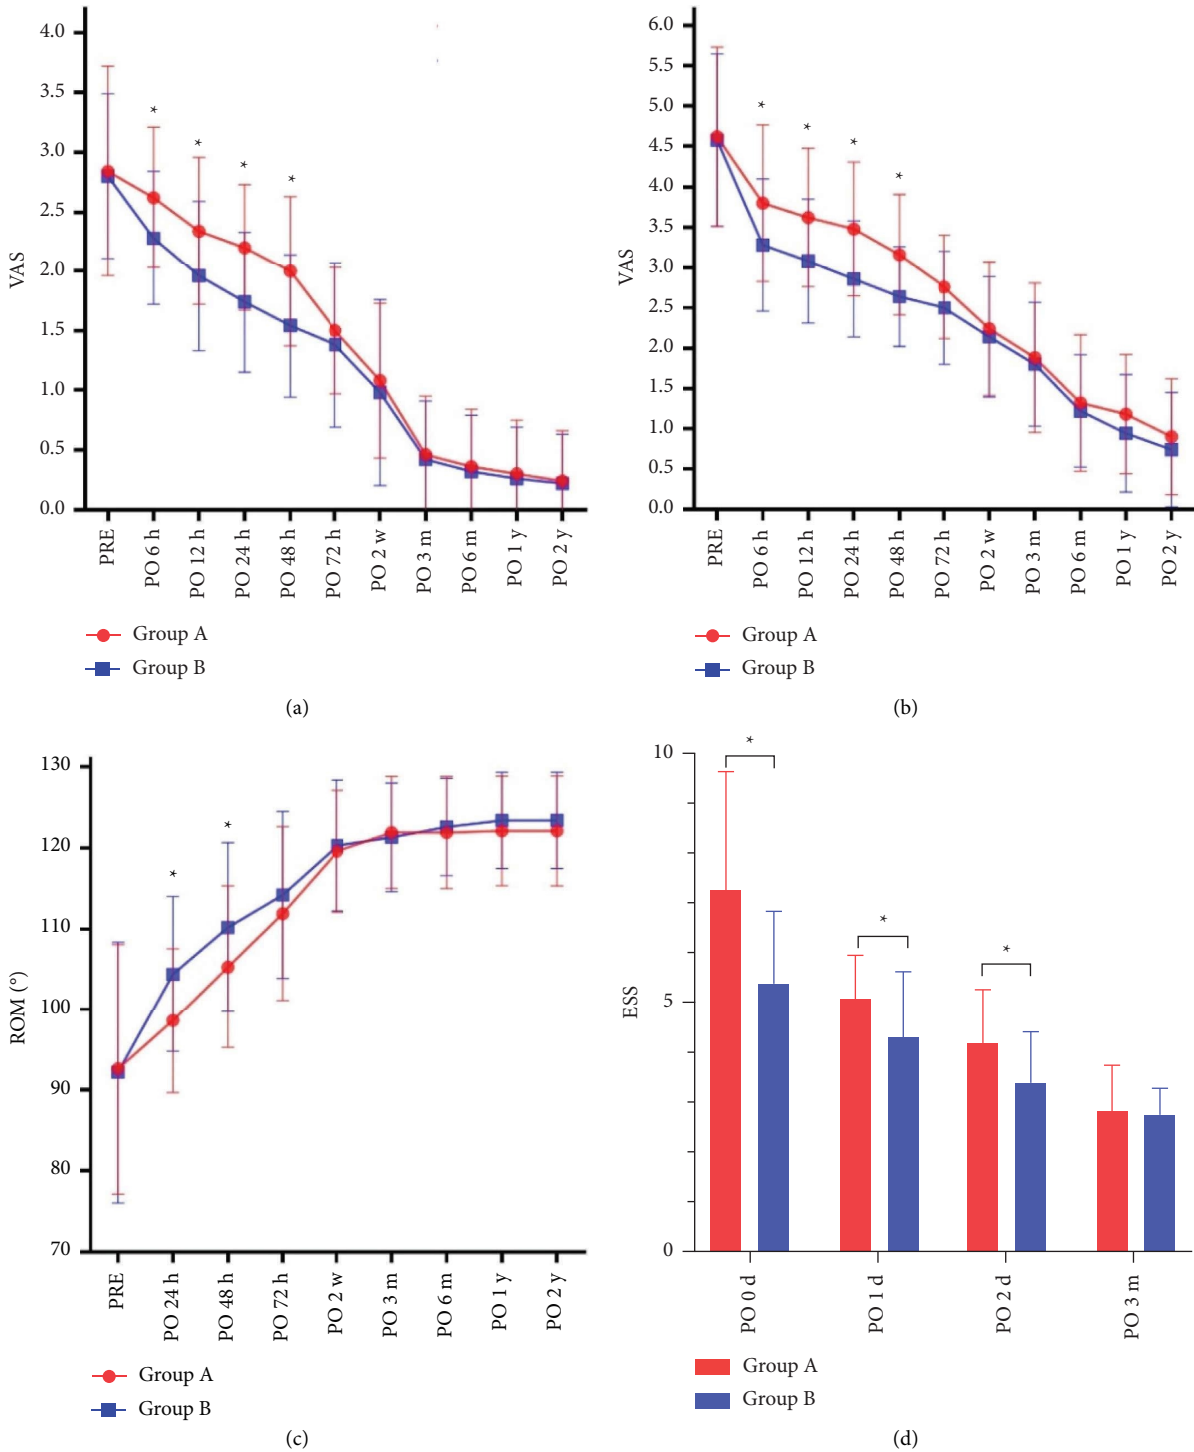 4.0
3.5
3.0
2.5
2.0
1.5
1.0
0.5
0.0
VAS
*
*
*
*
PRE
PO 6 h
PO 12 h
PO 24 h
PO 48 h
PO 72 h
PO 2 w
PO 3 m
PO 6 m
PO 1 y
PO 2 y
Group A
Group B
(a)
6.0
5.5
5.0
4.5
4.0
3.5
3.0
2.5
2.0
1.5
1.0
0.5
0.0
VAS
*
*
*
*
PRE
PO 6 h
PO 12 h
PO 24 h
PO 48 h
PO 72 h
PO 2 w
PO 3 m
PO 6 m
PO 1 y
PO 2 y
Group A
Group B
(b)
130
120
110
100
90
80
70
ROM (°)
*
*
PRE
PO 24 h
PO 48 h
PO 72 h
PO 2 w
PO 3 m
PO 6 m
PO 1 y
PO 2 y
Group A
Group B
(c)
10
5
0
ESS
*
*
*
PO 0 d
PO 1 d
PO 2 d
PO 3 m
Group A
Group B
(d)